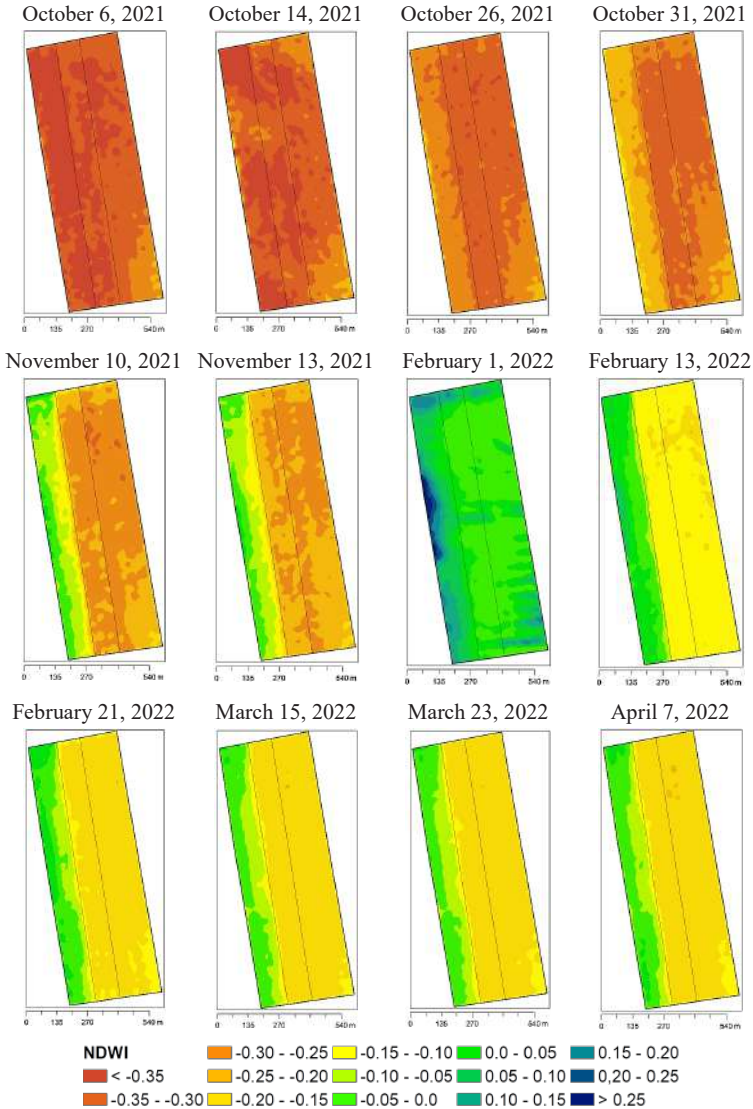 October 6, 2021 October 14, 2021 October 26, 2021 October 31, 2021
0 135 270 540 m 0 135 270 540 m 0 135 270 540 m 0 135 270 540 m
November 10, 2021 November 13, 2021 February 1, 2022 February 13, 2022
0 135 270 540 m 0 135 270 540 m 0 135 270 540 m 0 135 270 540 m
February 21, 2022 March 15, 2022 March 23, 2022 April 7, 2022
0 135 270 540 m 0 135 270 540 m 0 135 270 540 m 0 135 270 540 m
NDWI -0.30 - -0.25 -0.15 - -0.10 0.0 - 0.05 0.15 - 0.20
< -0.35 -0.25 - -0.20 -0.10 - -0.05 0.05 - 0.10 0,20 - 0.25
-0.35 - -0.30 -0.20 - -0.15 -0.05 - 0.0 0.10 - 0.15 > 0.25